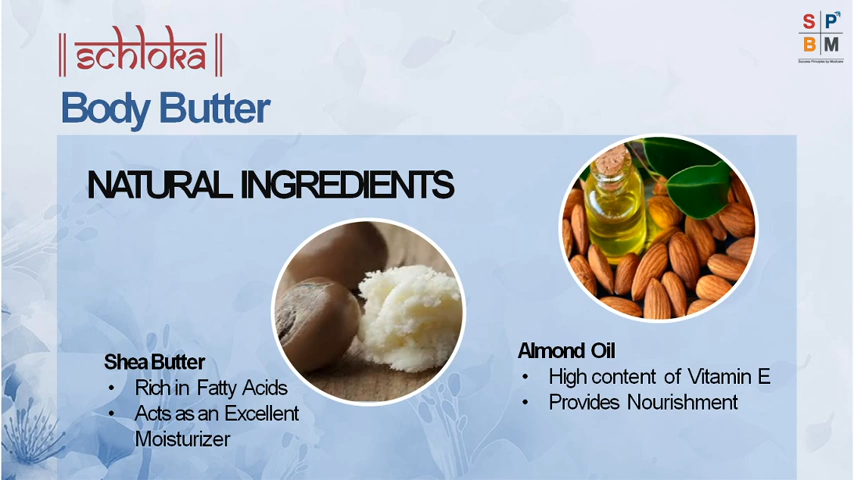 || schloka ||
S P
B M
Body Butter
NATURAL INGREDIENTS
Shea Butter
• Rich in Fatty Acids
• Acts as an Excellent
Moisturizer
Almond Oil
• High content of Vitamin E
• Provides Nourishment